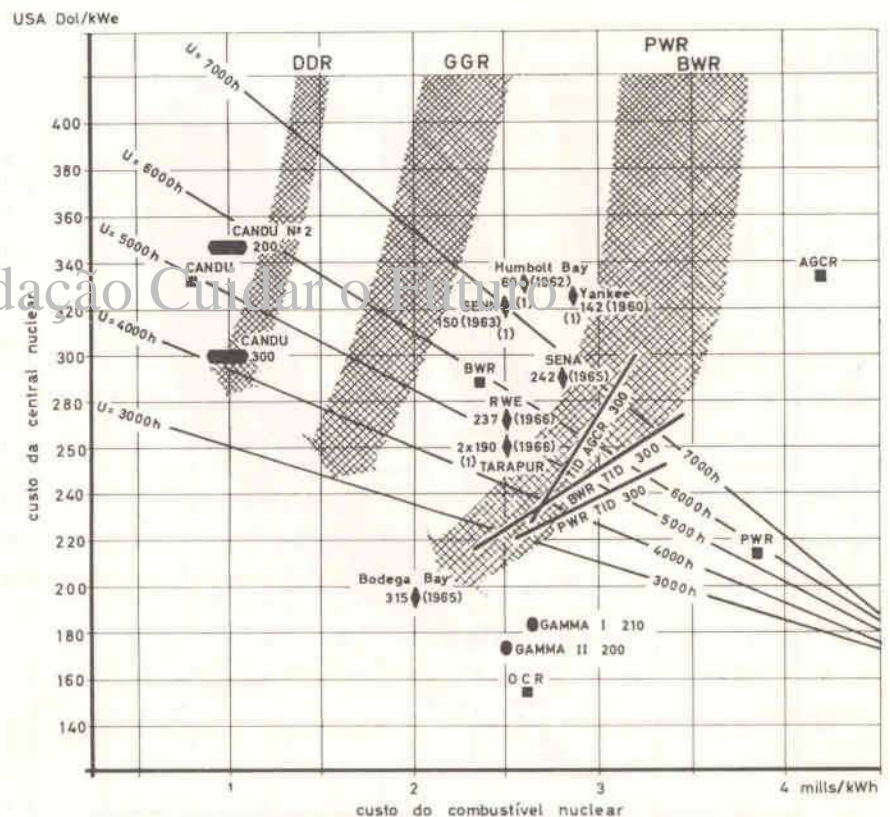 USA Dol/kWe
PWR
DDR
GGR
BWR
U= 7000h
400
380
U= 6000h
360
CANDU Nº 2
200
U= 5000h
340
CANDU
Humbolt Bay
60 (1962)
(1)
AGCR
dação Cuidar o Futuro
SENA
150 (1963)
(1)
Yankee
142 (1960)
(1)
320
U= 4000h
CANDU
300
300
BWR
SENA
242 (1965)
280
U= 3000h
RWE
237 (1966)
260
2x190 (1966)
(1) TARAPUR
TID AGCR 300
BWR TID 300
PWR TID 300
7000h
6000h
5000h
4000h
3000h
240
220
PWR
200
Bodega Bay
315 (1965)
180
GAMMA I 210
GAMMA II 200
160
OCR
140
custo da central nuclear
1
2
3
4 mills/kWh
custo do combustível nuclear